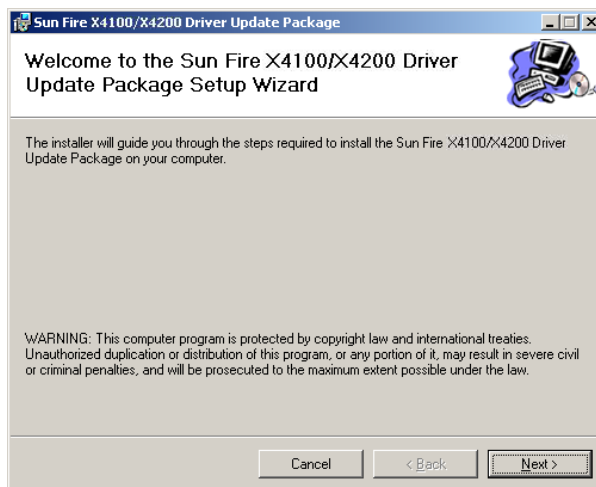 Sun Fire X4100/X4200 Driver Update Package
Welcome to the Sun Fire X4100/X4200 Driver
Update Package Setup Wizard
The installer will guide you through the steps required to install the Sun Fire X4100/X4200 Driver
Update Package on your computer.
WARNING: This computer program is protected by copyright law and international treaties.
Unauthorized duplication or distribution of this program, or any portion of it, may result in severe civil
or criminal penalties, and will be prosecuted to the maximum extent possible under the law.
Cancel < Back Next >